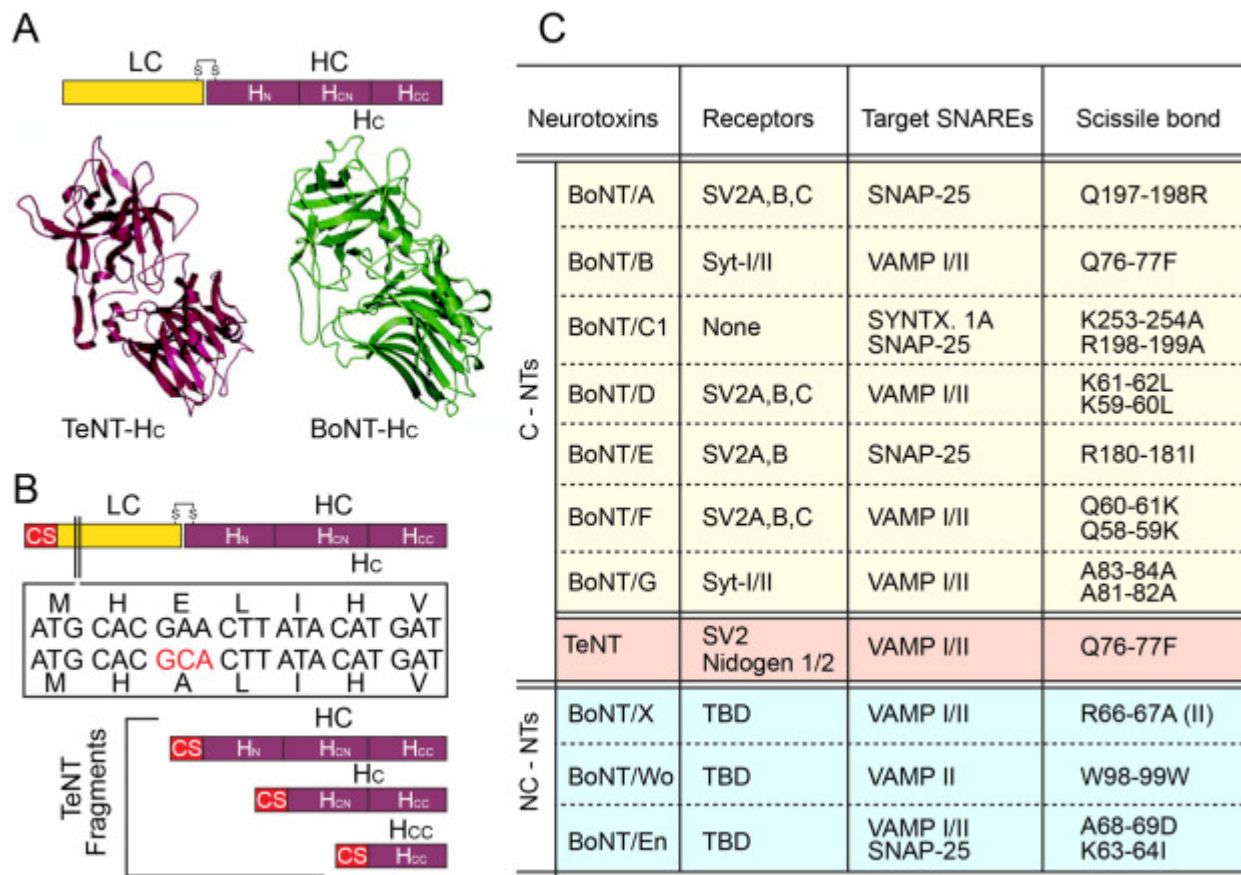 A
LC HC
S S
HN HCN HCC
HC
TeNT-HC BoNT-HC
B
LC HC
S S
CS HN HCN HCC
HC
M H E L I H V
ATG CAC GAA CTT ATA CAT GAT
ATG CAC GCA CTT ATA CAT GAT
M H A L I H V
TeNT
Fragments
HC
CS HN HCN HCC
HC
CS HCN HCC
HCC
CS HCC
C
Neurotoxins Receptors Target SNAREs Scissile bond
C - NTs
BoNT/A SV2A,B,C SNAP-25 Q197-198R
BoNT/B Syt-I/II VAMP I/II Q76-77F
BoNT/C1 None SYNTX. 1A K253-254A
SNAP-25 R198-199A
BoNT/D SV2A,B,C VAMP I/II K61-62L
K59-60L
BoNT/E SV2A,B SNAP-25 R180-181I
BoNT/F SV2A,B,C VAMP I/II Q60-61K
Q58-59K
BoNT/G Syt-I/II VAMP I/II A83-84A
A81-82A
TeNT SV2 VAMP I/II Q76-77F
Nidogen 1/2
NC - NTs
BoNT/X TBD VAMP I/II R66-67A (II)
BoNT/Wo TBD VAMP II W98-99W
BoNT/En TBD VAMP I/II A68-69D
SNAP-25 K63-64I